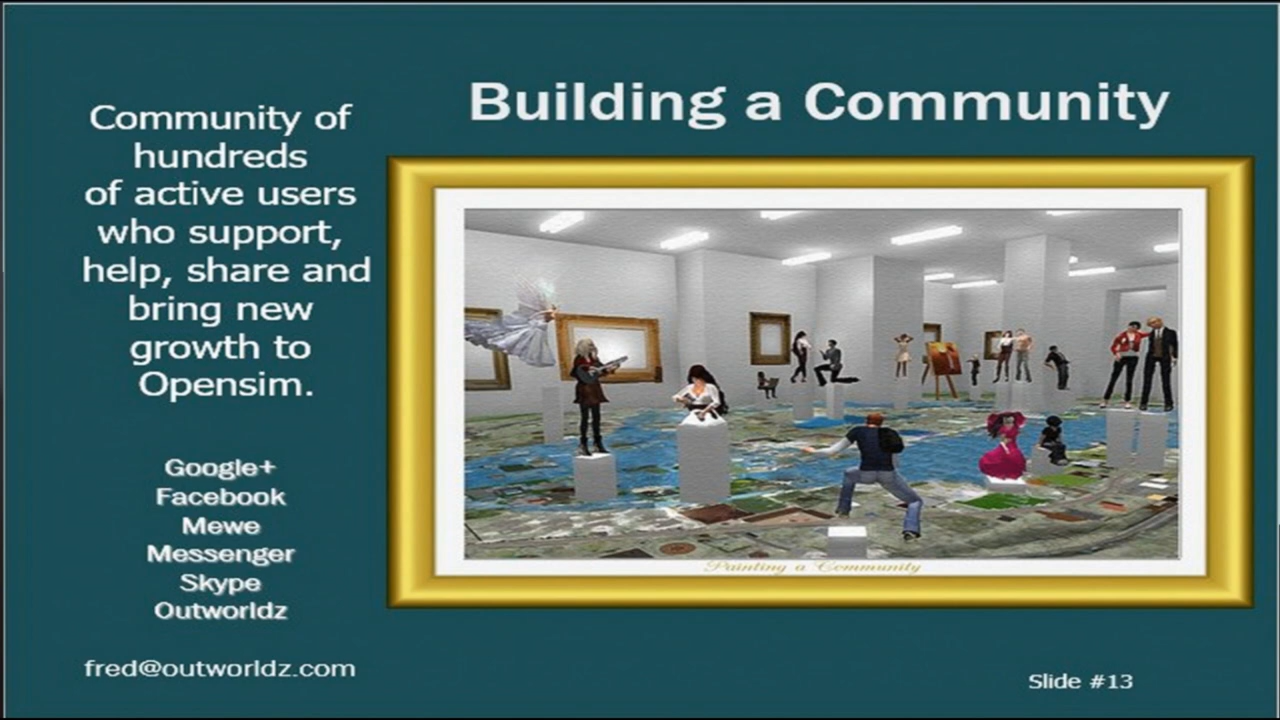 Building a Community
Community of
hundreds
of active users
who support,
help, share and
bring new
growth to
Opensim.
Google+
Facebook
Mewe
Messenger
Skype
Outworldz
fred@outworldz.com
Painting a Community
Slide #13